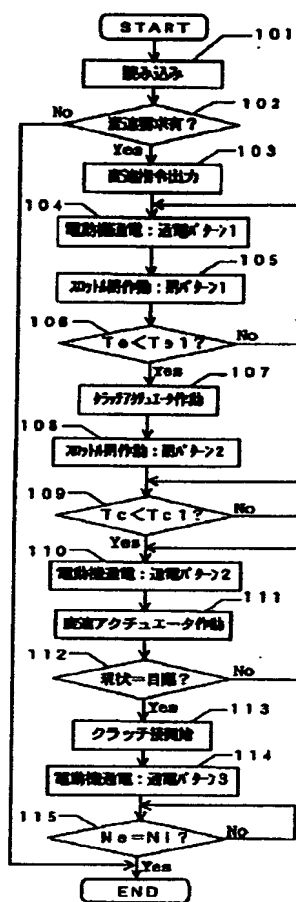 START
101
読み込み
102
No
変速要求有?
Yes
103
変速指令出力
104
電動機通電:通電パターン1
105
スロットル閉作動:閉パターン1
106
Te<Te1?
No
Yes
107
クラッチアクチュエータ作動
108
スロットル閉作動:閉パターン2
109
Tc<Tc1?
No
Yes
110
電動機通電:通電パターン2
111
変速アクチュエータ作動
112
現状=目標?
No
Yes
113
クラッチ接開始
114
電動機通電:通電パターン3
115
Ne=Ni?
No
Yes
END